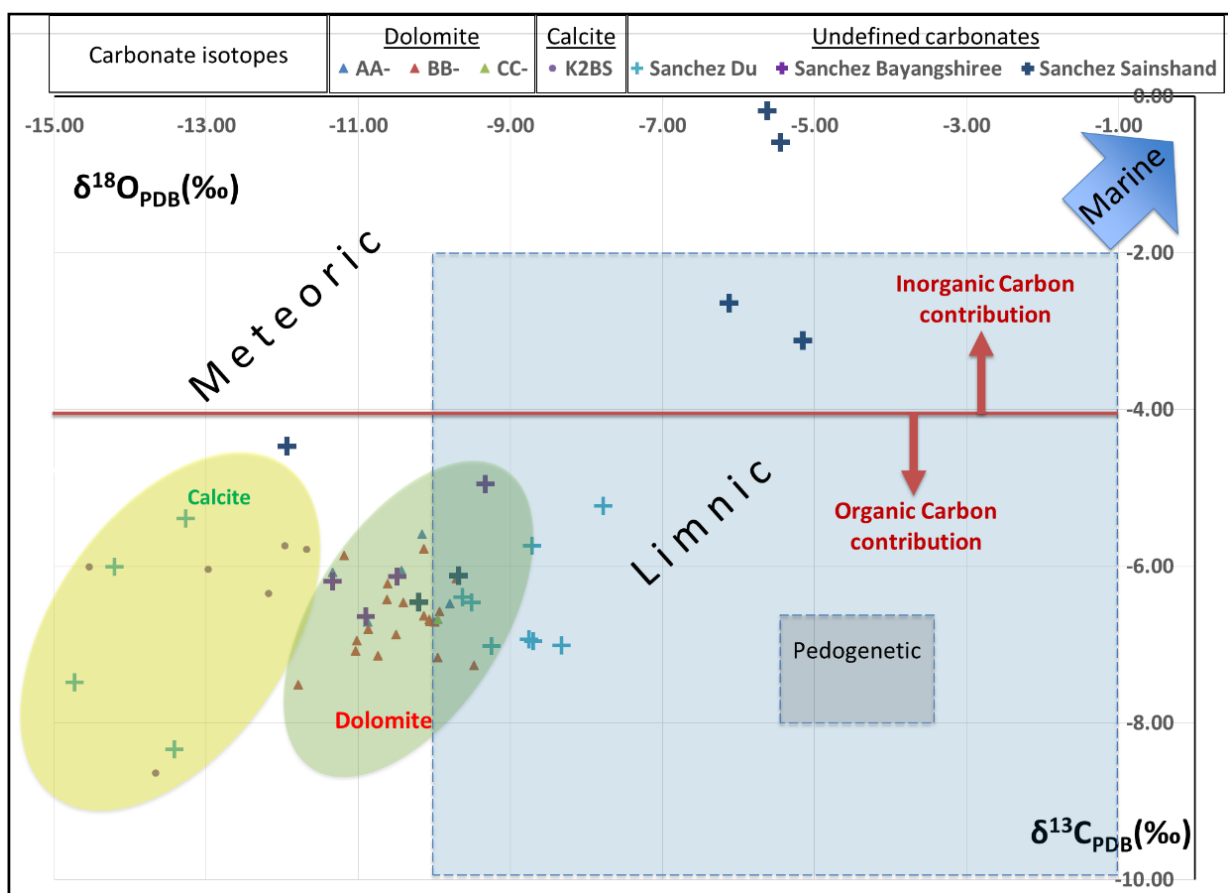 Carbonate isotopes
Dolomite
AA- BB- CC-
Calcite
K2BS
Undefined carbonates
Sanchez Du Sanchez Bayangshiree Sanchez Sainshand
0.00
-15.00 -13.00 -11.00 -9.00 -7.00 -5.00 -3.00 -1.00
δ¹⁸O_PDB(‰)
Marine
Meteoric
-2.00
Inorganic Carbon
contribution
-4.00
Limnic
Calcite
Organic Carbon
contribution
-6.00
Pedogenetic
Dolomite
-8.00
δ¹³C_PDB(‰)
-10.00